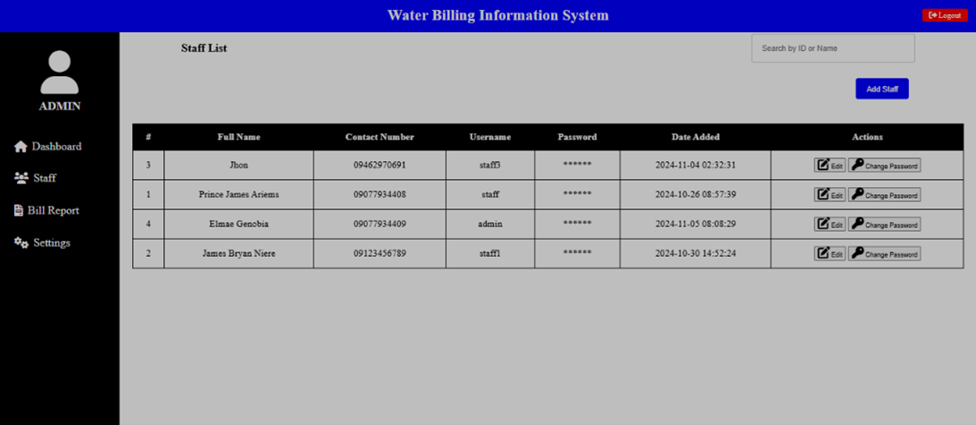 Water Billing Information System
Logout
Staff List
Search by ID or Name
ADMIN
Add Staff
Dashboard
Staff
Bill Report
Settings
# Full Name Contact Number Username Password Date Added Actions
3 Jhon 09462970691 staff3 ****** 2024-11-04 02:32:31 Edit Change Password
1 Prince James Ariems 09077934408 staff ****** 2024-10-26 08:57:39 Edit Change Password
4 Elmae Genobia 09077934409 admin ****** 2024-11-05 08:08:29 Edit Change Password
2 James Bryan Niere 09123456789 staff1 ****** 2024-10-30 14:52:24 Edit Change Password